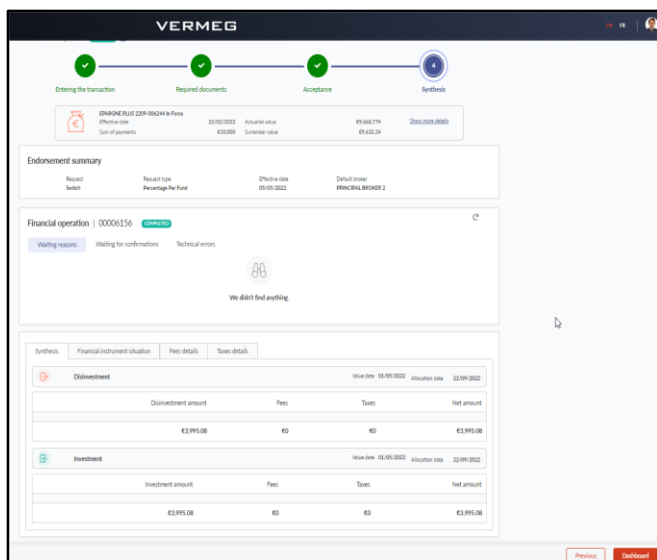 VERMEG
EN FR
4
Entering the transaction Required documents Acceptance Synthesis
EPARGNE PLUS 2209-006244 In Force
Effective date 22/02/2022 Actuarial value €9,668.774 Show more details
Sum of payments €10,000 Surrender value €9,632.24
Endorsement summary
Request Request type Effective date Default broker
Switch Percentage Per Fund 05/05/2022 PRINCIPAL BROKER 2
Financial operation | 00006156 COMPLETED
Waiting reasons Waiting for confirmations Technical errors
We didn't find anything.
Synthesis Financial instrument situation Fees details Taxes details
Disinvestment Value date 01/05/2022 Allocation date 22/09/2022
Disinvestment amount Fees Taxes Net amount
€3,995.08 €0 €0 €3,995.08
Investment Value date 01/05/2022 Allocation date 22/09/2022
Investment amount Fees Taxes Net amount
€3,995.08 €0 €0 €3,995.08
Previous Dashboard